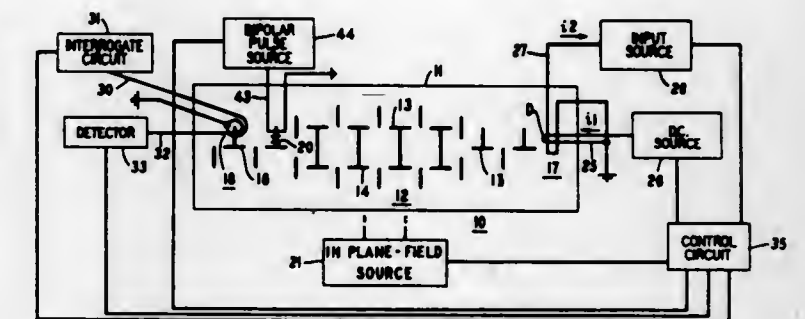 31
INTERROGATE CIRCUIT
30
DETECTOR
33
32
BIPOLAR PULSE SOURCE
44
43
20
18
16
13
14
12
13
10
H
27
i2
INPUT SOURCE
28
D
i1
17
25
D.C. SOURCE
26
21
IN PLANE-FIELD SOURCE
CONTROL CIRCUIT
35